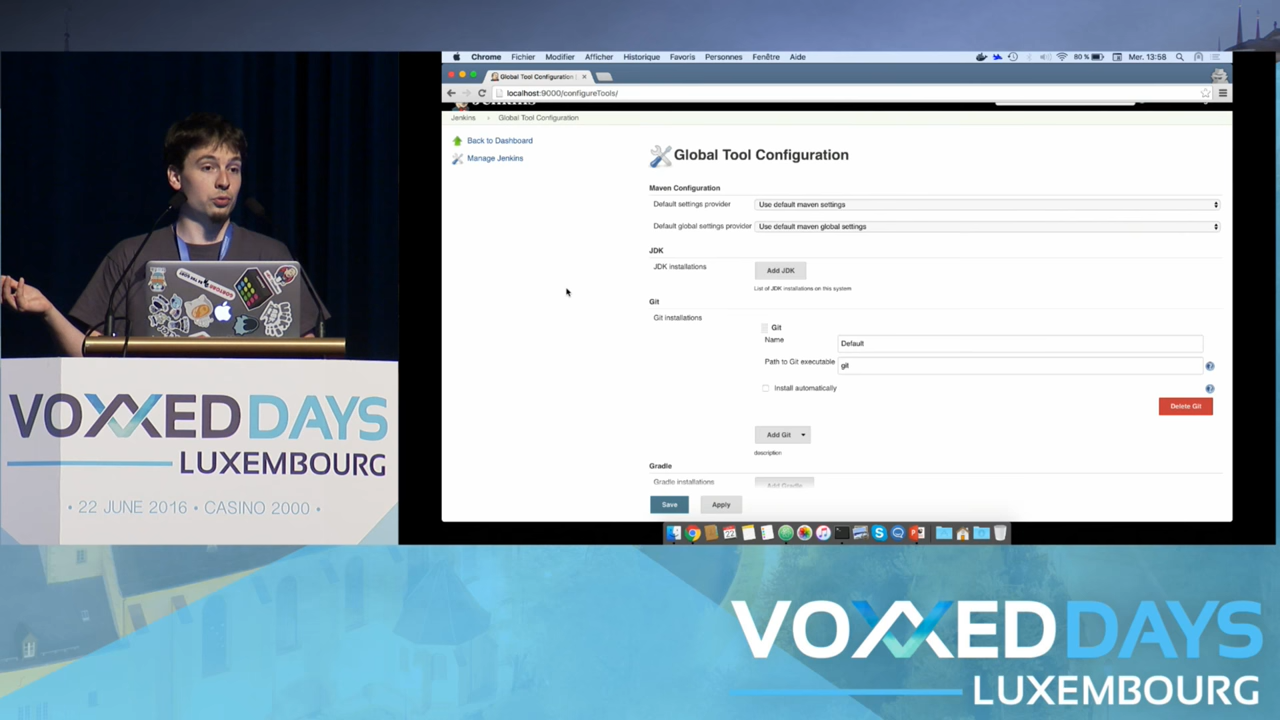 Chrome Fichier Modifier Afficher Historique Favoris Personnes Fenêtre Aide 80 % Mer. 13:58
Global Tool Configuration
localhost:9000/configureTools/
Jenkins
Jenkins › Global Tool Configuration
Back to Dashboard
Manage Jenkins
Global Tool Configuration
Maven Configuration
Default settings provider Use default maven settings
Default global settings provider Use default maven global settings
JDK
JDK installations Add JDK
List of JDK installations on this system
Git
Git installations
Git
Name Default
Path to Git executable git
Install automatically
Delete Git
Add Git
description
Gradle
Gradle installations Add Gradle
Save Apply
VOXXED DAYS
LUXEMBOURG
• 22 JUNE 2016 • CASINO 2000 •
VOXXED DAYS
LUXEMBOURG